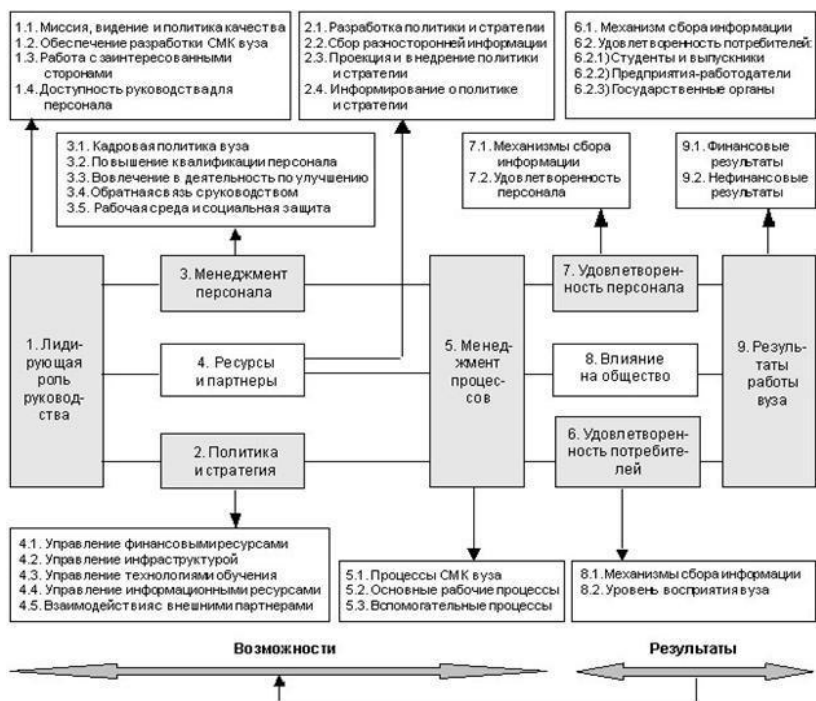 1.1. Миссия, видение и политика качества
1.2. Обеспечение разработки СМК вуза
1.3. Работа с заинтересованными
сторонами
1.4. Доступность руководства для
персонала
2.1. Разработка политики и стратегии
2.2. Сбор разносторонней информации
2.3. Проекция и внедрение политики
и стратегии
2.4. Информирование о политике
и стратегии
6.1. Механизм сбора информации
6.2. Удовлетворенность потребителей:
6.2.1) Студенты и выпускники
6.2.2) Предприятия-работодатели
6.2.3) Государственные органы
3.1. Кадровая политика вуза
3.2. Повышение квалификации персонала
3.3. Вовлечение в деятельность по улучшению
3.4. Обратная связь с руководством
3.5. Рабочая среда и социальная защита
7.1. Механизмы сбора
информации
7.2. Удовлетворенность
персонала
9.1. Финансовые
результаты
9.2. Нефинансовые
результаты
1. Лиди-
рующая
роль
руковод-
ства
3. Менеджмент
персонала
4. Ресурсы
и партнеры
2. Политика
и стратегия
5. Менед-
жмент
процес-
сов
7. Удовлетворен-
ность персонала
8. Влияние
на общество
6. Удовлетворен-
ность потребите-
лей
9. Резуль-
таты
работы
вуза
4.1. Управление финансовыми ресурсами
4.2. Управление инфраструктурой
4.3. Управление технологиями обучения
4.4. Управление информационными ресурсами
4.5. Взаимодействия с внешними партнерами
5.1. Процессы СМК вуза
5.2. Основные рабочие процессы
5.3. Вспомогательные процессы
8.1. Механизмы сбора информации
8.2. Уровень восприятия вуза
Возможности
Результаты